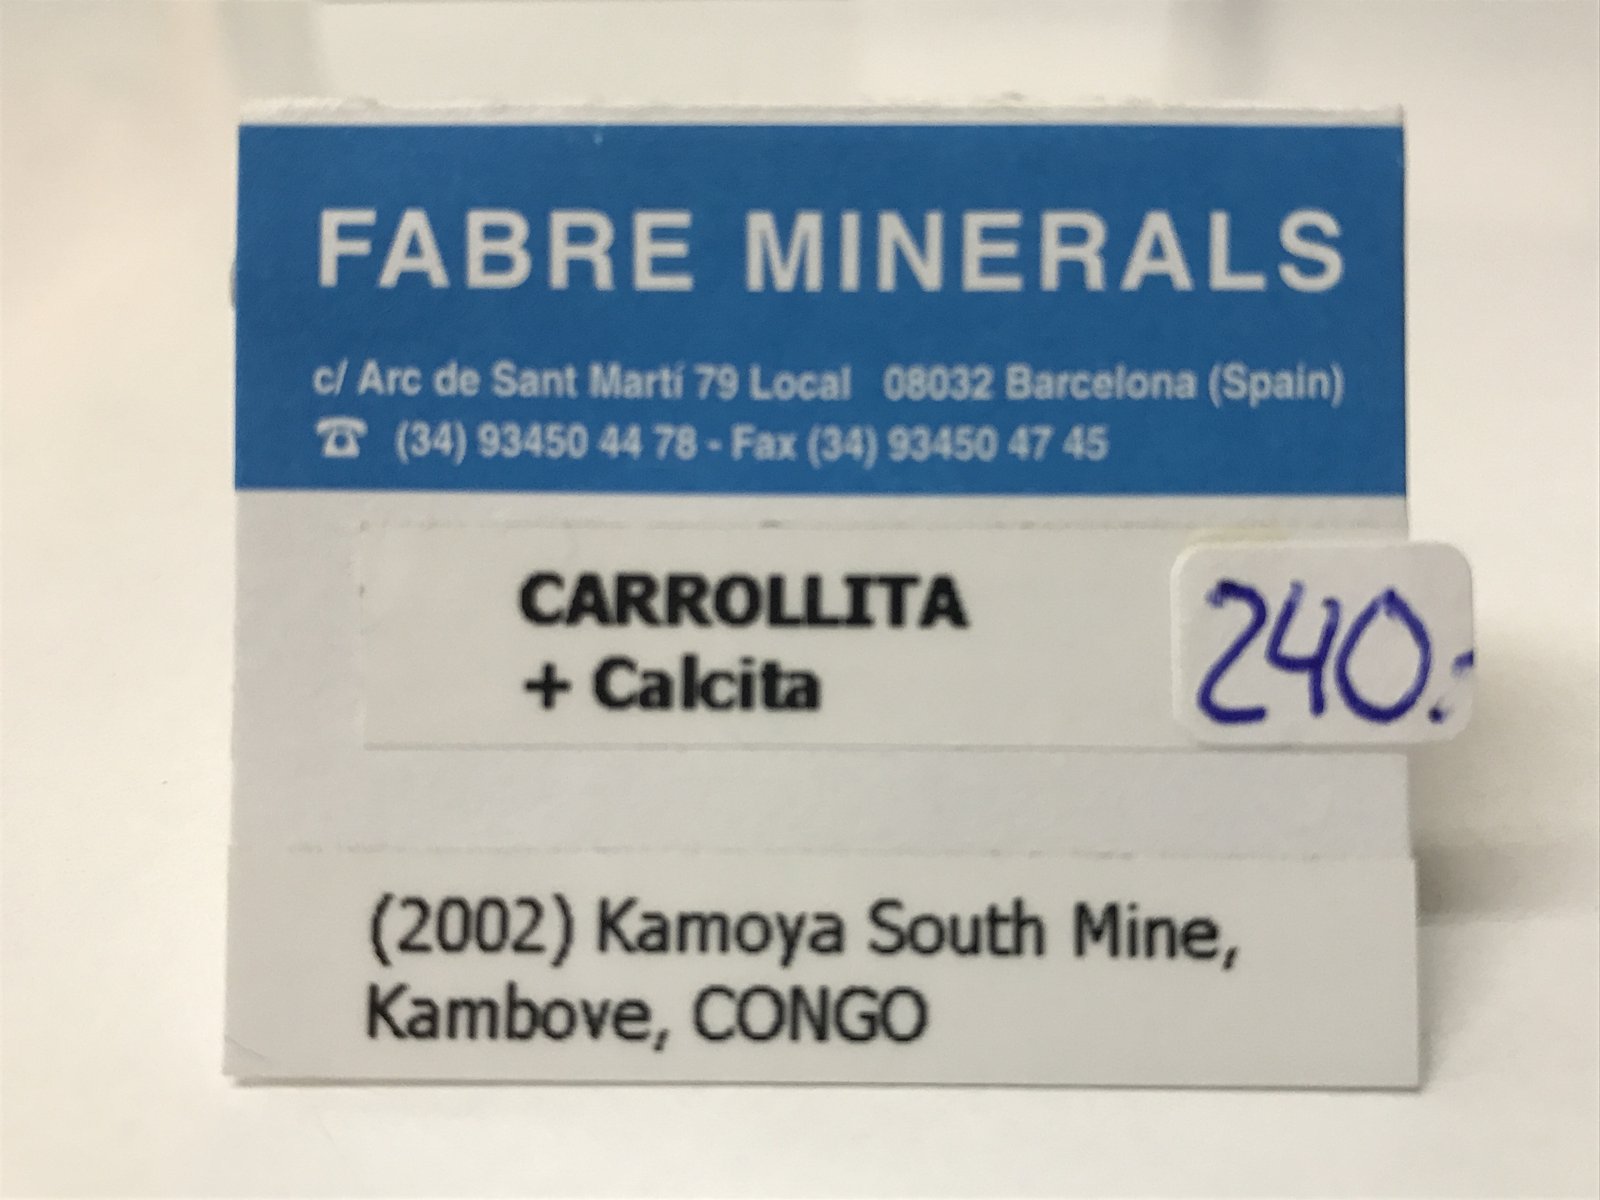 FABRE MINERALS
c/ Arc de Sant Martí 79 Local 08032 Barcelona (Spain)
☎ (34) 93450 44 78 - Fax (34) 93450 47 45
CARROLLITA
+ Calcita
240.-
(2002) Kamoya South Mine,
Kambove, CONGO